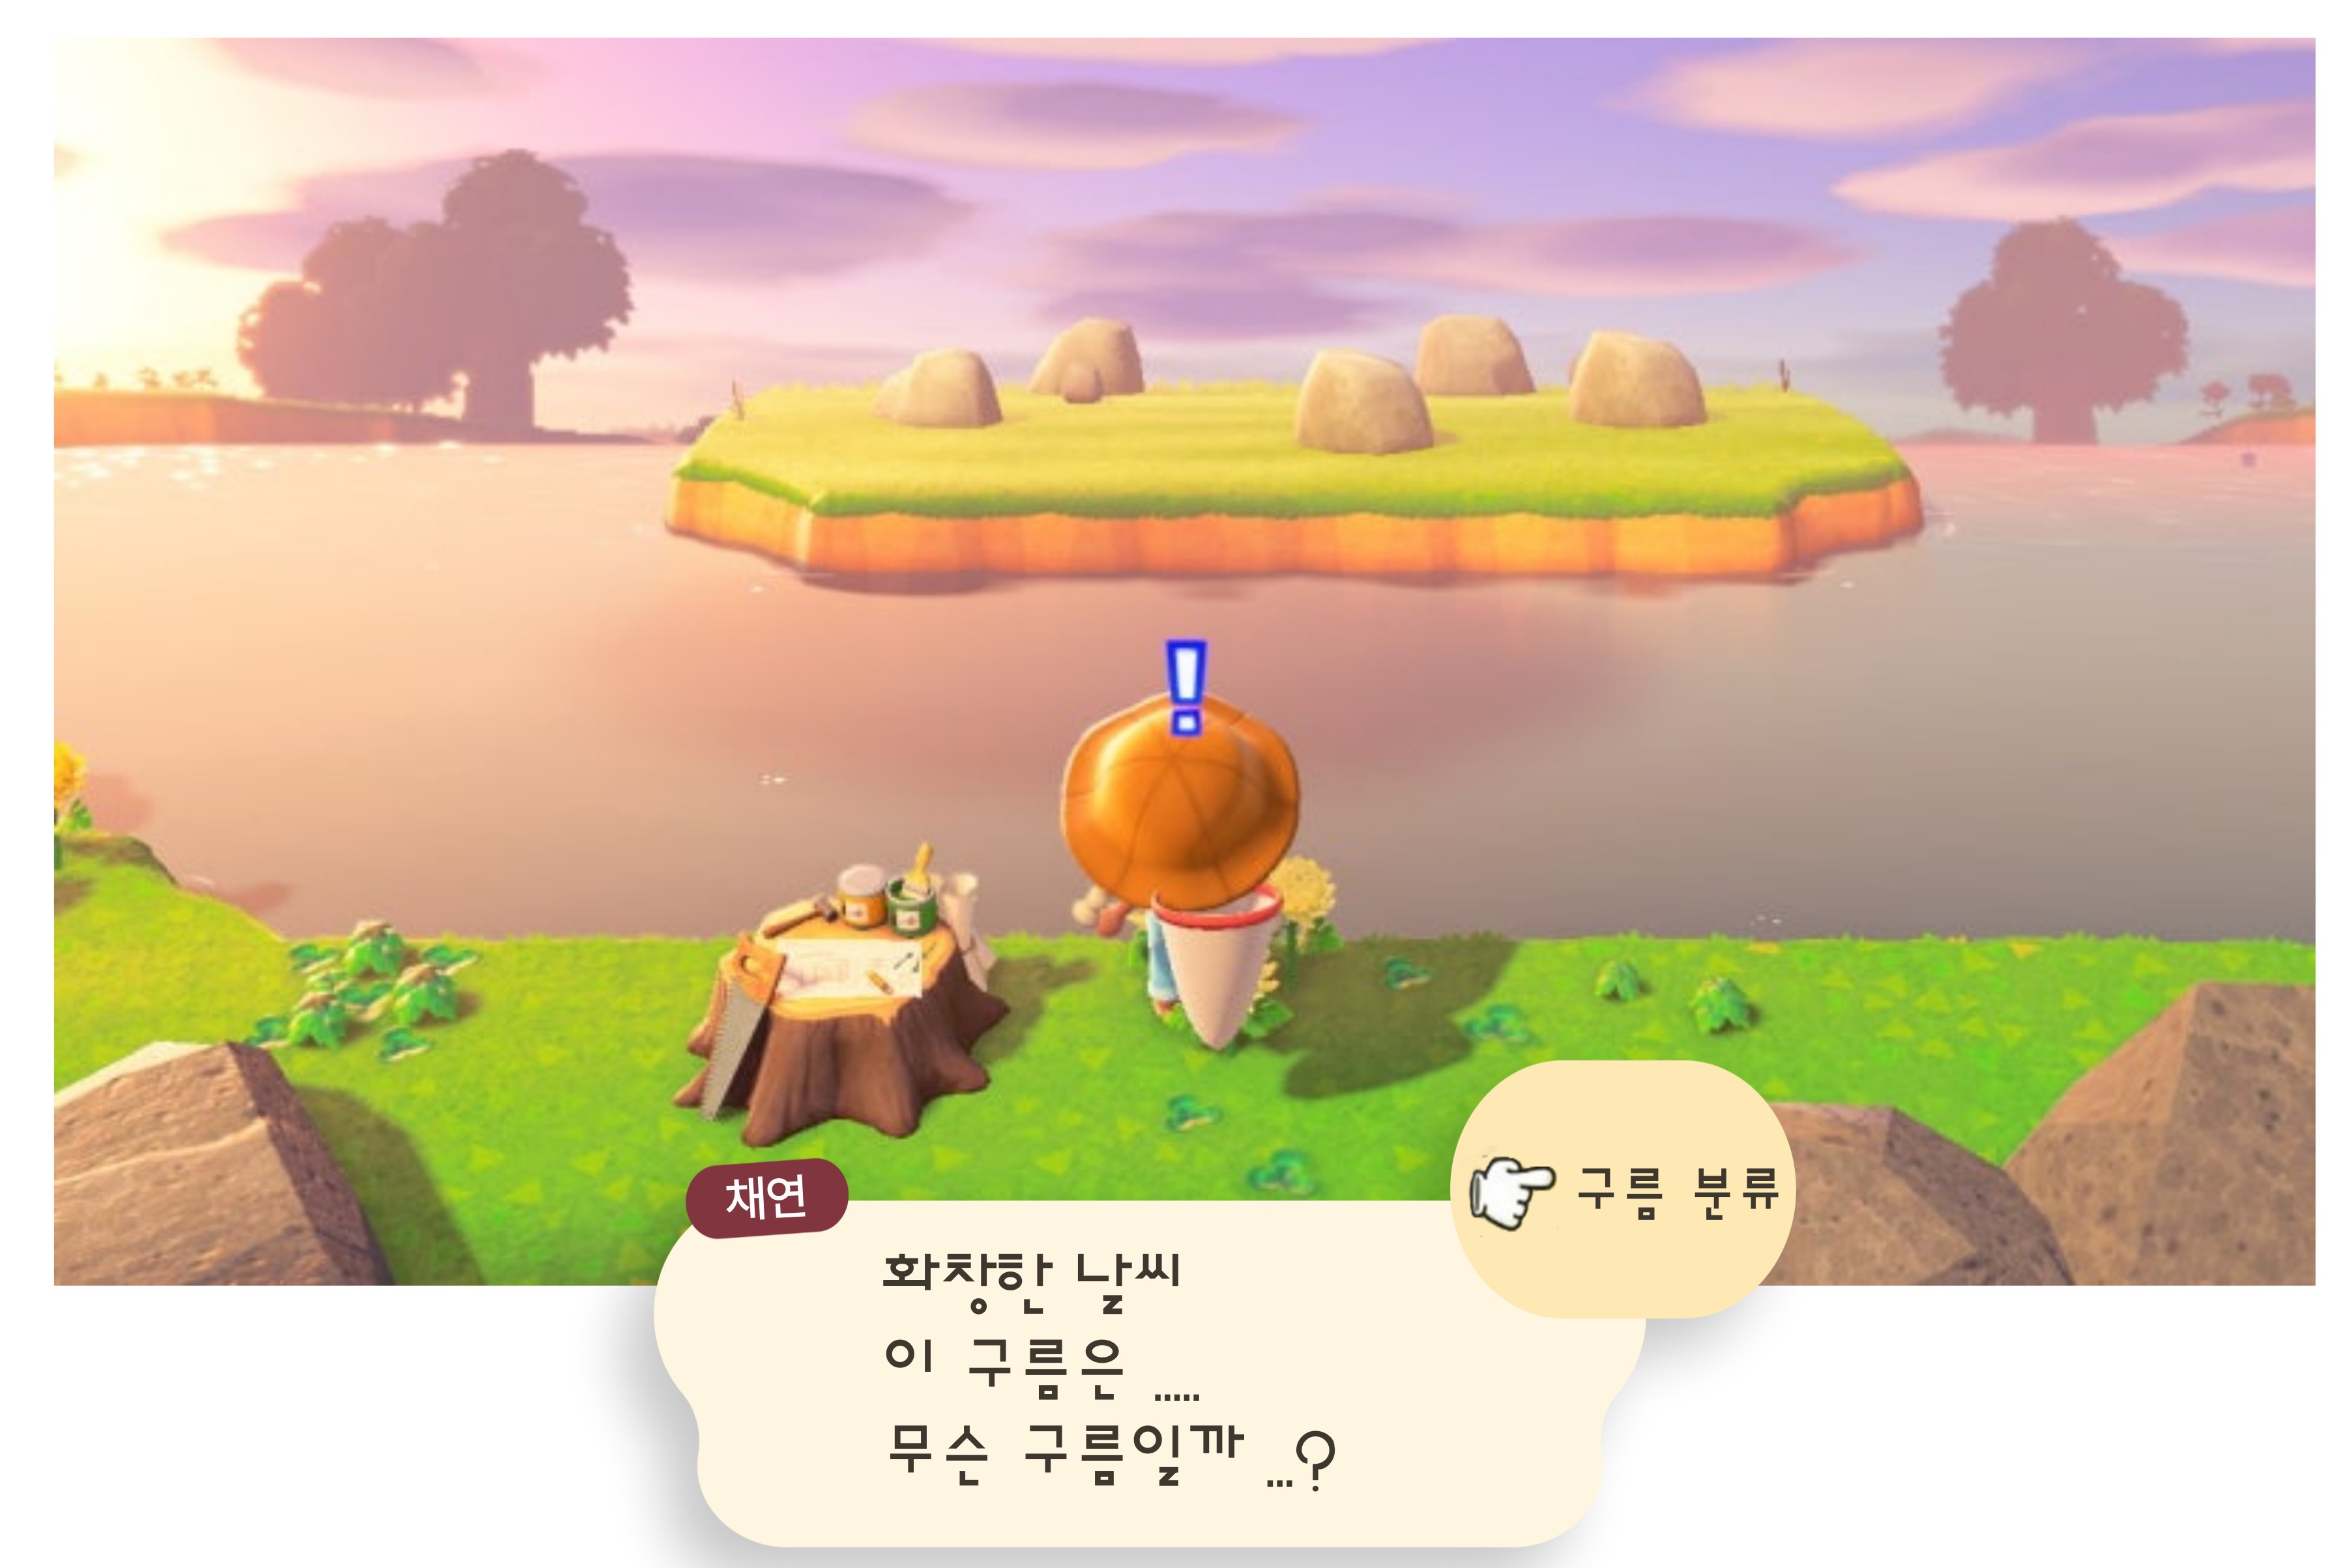 !
채연
구름 분류
화창한 날씨
이 구름은 .....
무슨 구름일까 ...?